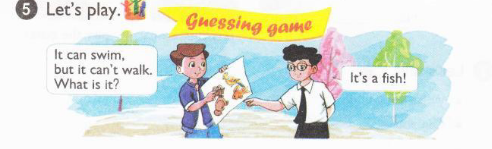 5 Let's play.
Guessing game
It can swim,
but it can't walk.
What is it?
It's a fish!